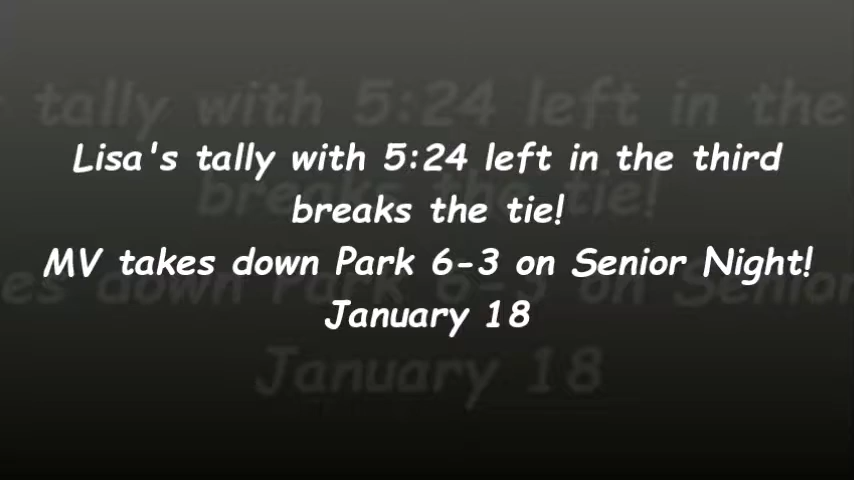 Lisa's tally with 5:24 left in the third
breaks the tie!
MV takes down Park 6-3 on Senior Night!
January 18